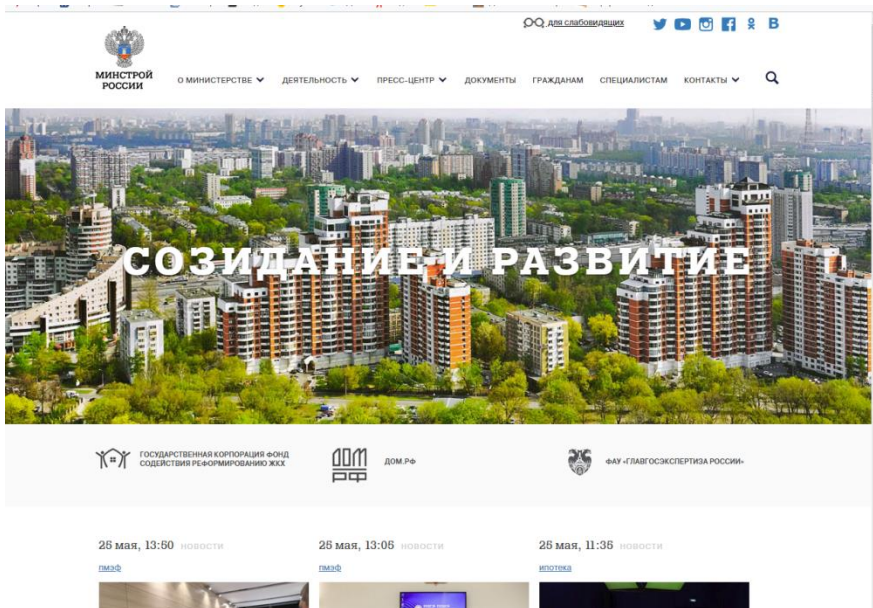 для слабовидящих
МИНСТРОЙ
РОССИИ
О МИНИСТЕРСТВЕ ДЕЯТЕЛЬНОСТЬ ПРЕСС-ЦЕНТР ДОКУМЕНТЫ ГРАЖДАНАМ СПЕЦИАЛИСТАМ КОНТАКТЫ
СОЗИДАНИЕ И РАЗВИТИЕ
ГОСУДАРСТВЕННАЯ КОРПОРАЦИЯ ФОНД
СОДЕЙСТВИЯ РЕФОРМИРОВАНИЮ ЖКХ
ДОМ
РФ
ДОМ.РФ
ФАУ «ГЛАВГОСЭКСПЕРТИЗА РОССИИ»
25 мая, 13:50 НОВОСТИ
25 мая, 13:05 НОВОСТИ
25 мая, 11:35 НОВОСТИ
пмэф
пмэф
ипотека